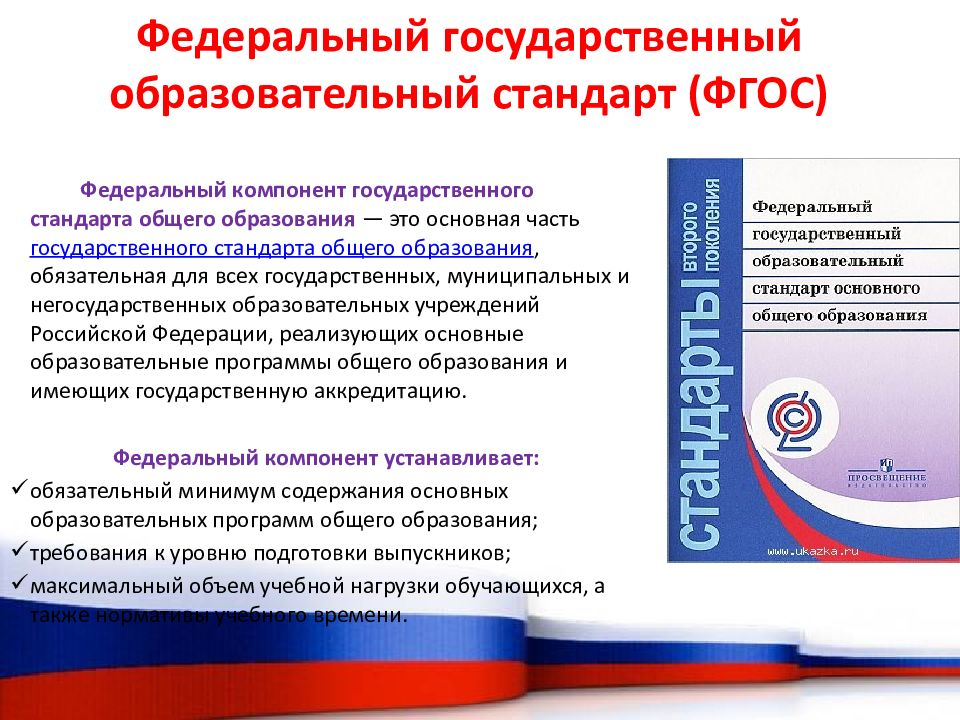 Федеральный государственный
образовательный стандарт (ФГОС)
Федеральный компонент государственного
стандарта общего образования — это основная часть
государственного стандарта общего образования,
обязательная для всех государственных, муниципальных и
негосударственных образовательных учреждений
Российской Федерации, реализующих основные
образовательные программы общего образования и
имеющих государственную аккредитацию.
Федеральный компонент устанавливает:
✓обязательный минимум содержания основных
образовательных программ общего образования;
✓требования к уровню подготовки выпускников;
✓максимальный объем учебной нагрузки обучающихся, а
также нормативы учебного времени.
стандарты
второго
поколения
Федеральный
государственный
образовательный
стандарт основного
общего образования
С
ПРОСВЕЩЕНИЕ
ИЗДАТЕЛЬСТВО
www.ukazka.ru